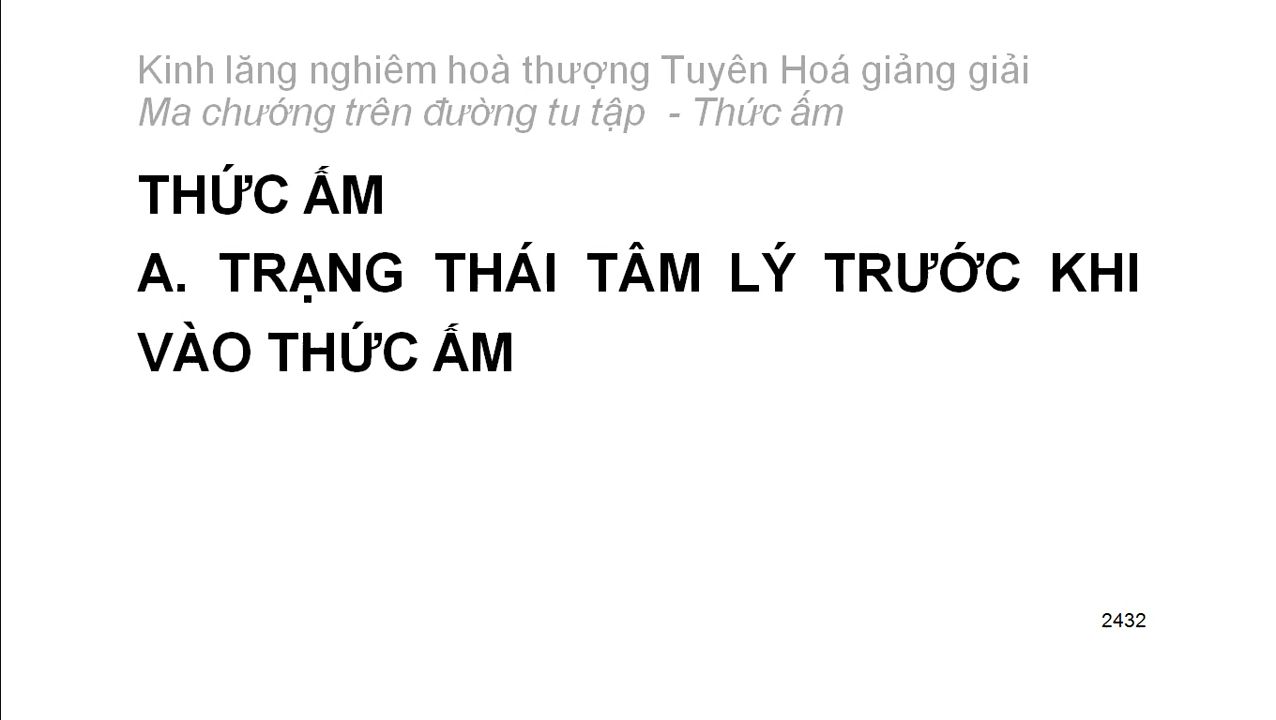 Kinh lăng nghiêm hoà thượng Tuyên Hoá giảng giải
Ma chướng trên đường tu tập - Thức ấm
THỨC ẤM
A. TRẠNG THÁI TÂM LÝ TRƯỚC KHI
VÀO THỨC ẤM
2432